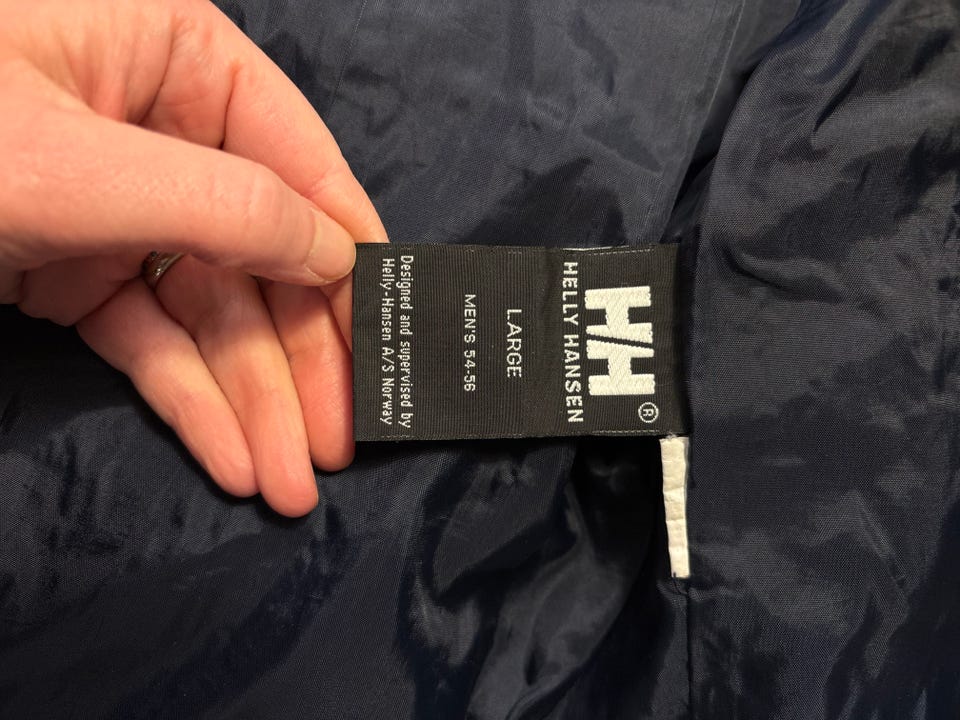 HH®
HELLY HANSEN
LARGE
MEN'S 54-56
Designed and supervised by
Helly-Hansen A/S Norway